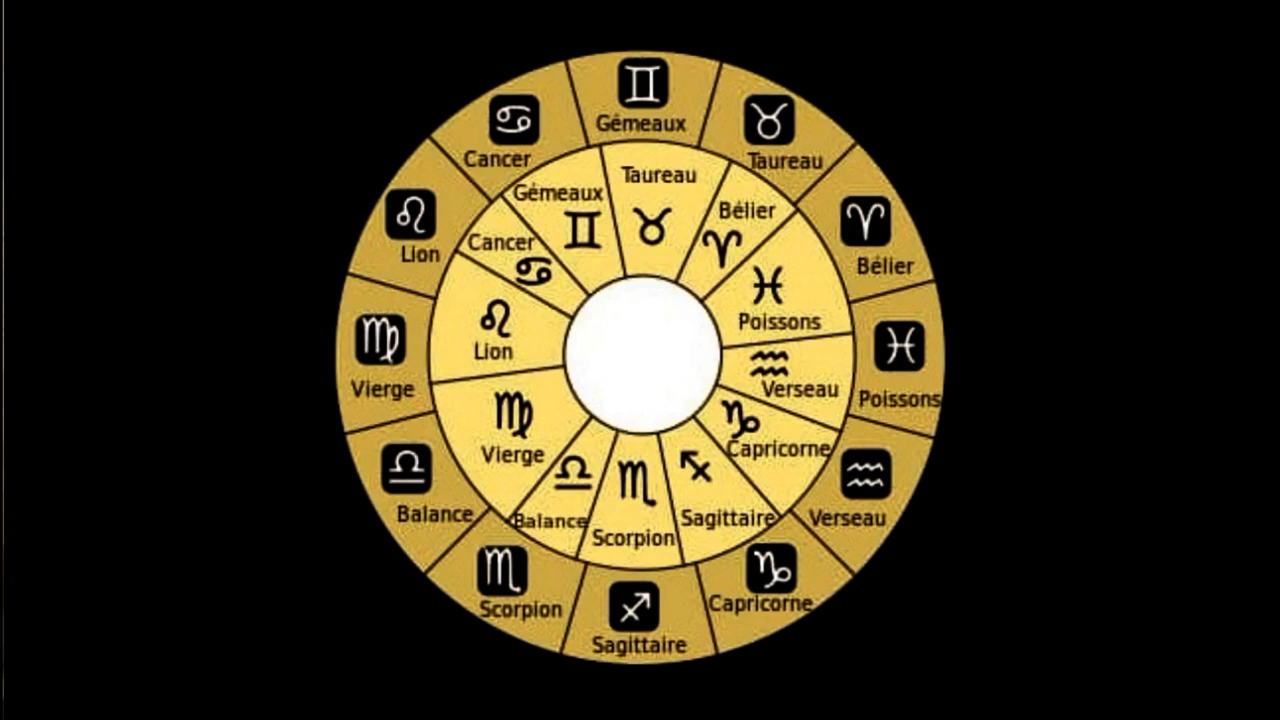 Gémeaux
Taureau
Bélier
Poissons
Verseau
Capricorne
Sagittaire
Scorpion
Balance
Vierge
Lion
Cancer
Taureau
Bélier
Poissons
Verseau
Capricorne
Sagittaire
Scorpion
Balance
Vierge
Lion
Cancer
Gémeaux